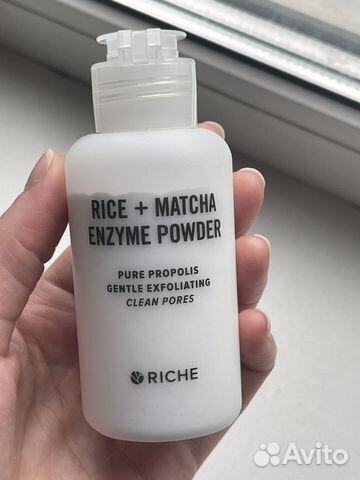 RICE + MATCHA
ENZYME POWDER
PURE PROPOLIS
GENTLE EXFOLIATING
CLEAN PORES
RICHE
Avito